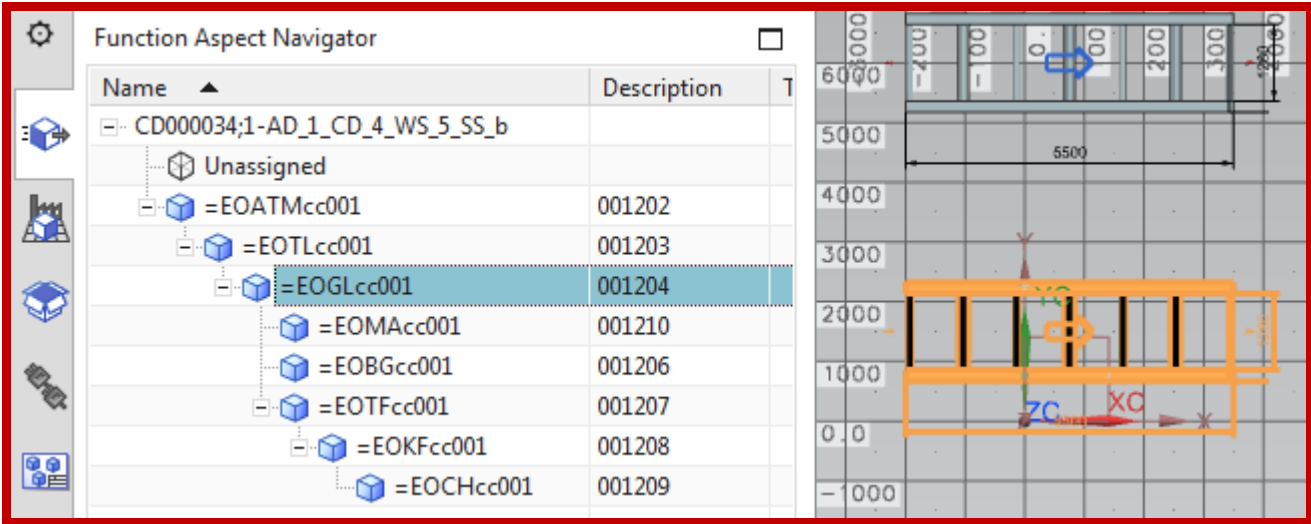 Function Aspect Navigator
Name Description T
CD000034;1-AD_1_CD_4_WS_5_SS_b
Unassigned
=EOATMcc001 001202
=EOTLcc001 001203
=EOGLcc001 001204
=EOMAcc001 001210
=EOBGcc001 001206
=EOTFcc001 001207
=EOKFcc001 001208
=EOCHcc001 001209
-200 -100 0. 200 300
6000
5000
5500
4000
3000
YC
2000
1000
ZC XC X
0.0
-1000